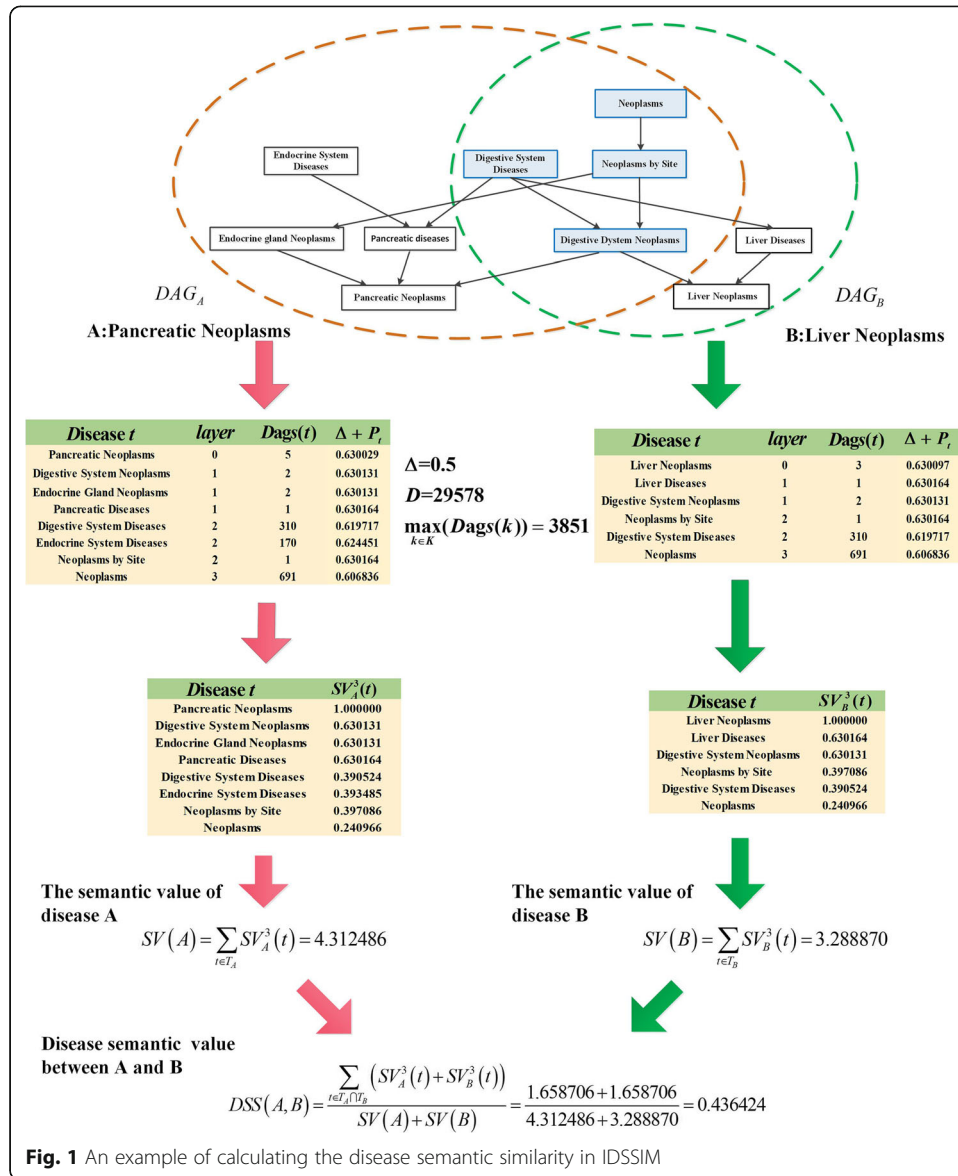 Neoplasms
Endocrine System
Diseases
Digestive System
Diseases
Neoplasms by Site
Endocrine gland Neoplasms
Pancreatic diseases
Digestive Dystem Neoplasms
Liver Diseases
Pancreatic Neoplasms
Liver Neoplasms
DAG_A
DAG_B
A:Pancreatic Neoplasms
B:Liver Neoplasms
Disease t layer Dags(t) Δ + P_t
Pancreatic Neoplasms 0 5 0.630029
Digestive System Neoplasms 1 2 0.630131
Endocrine Gland Neoplasms 1 2 0.630131
Pancreatic Diseases 1 1 0.630164
Digestive System Diseases 2 310 0.619717
Endocrine System Diseases 2 170 0.624451
Neoplasms by Site 2 1 0.630164
Neoplasms 3 691 0.606836
Δ=0.5
D=29578
max(Dags(k)) = 3851
k∈K
Disease t layer Dags(t) Δ + P_t
Liver Neoplasms 0 3 0.630097
Liver Diseases 1 1 0.630164
Digestive System Neoplasms 1 2 0.630131
Neoplasms by Site 2 1 0.630164
Digestive System Diseases 2 310 0.619717
Neoplasms 3 691 0.606836
Disease t SV_A^3(t)
Pancreatic Neoplasms 1.000000
Digestive System Neoplasms 0.630131
Endocrine Gland Neoplasms 0.630131
Pancreatic Diseases 0.630164
Digestive System Diseases 0.390524
Endocrine System Diseases 0.393485
Neoplasms by Site 0.397086
Neoplasms 0.240966
Disease t SV_B^3(t)
Liver Neoplasms 1.000000
Liver Diseases 0.630164
Digestive System Neoplasms 0.630131
Neoplasms by Site 0.397086
Digestive System Diseases 0.390524
Neoplasms 0.240966
The semantic value of
disease A
SV(A) = ∑_{t∈T_A} SV_A^3(t) = 4.312486
The semantic value of
disease B
SV(B) = ∑_{t∈T_B} SV_B^3(t) = 3.288870
Disease semantic value
between A and B
DSS(A,B) = ∑_{t∈T_A∩T_B} (SV_A^3(t) + SV_B^3(t)) / (SV(A) + SV(B)) = (1.658706 + 1.658706) / (4.312486 + 3.288870) = 0.436424
Fig. 1 An example of calculating the disease semantic similarity in IDSSIM